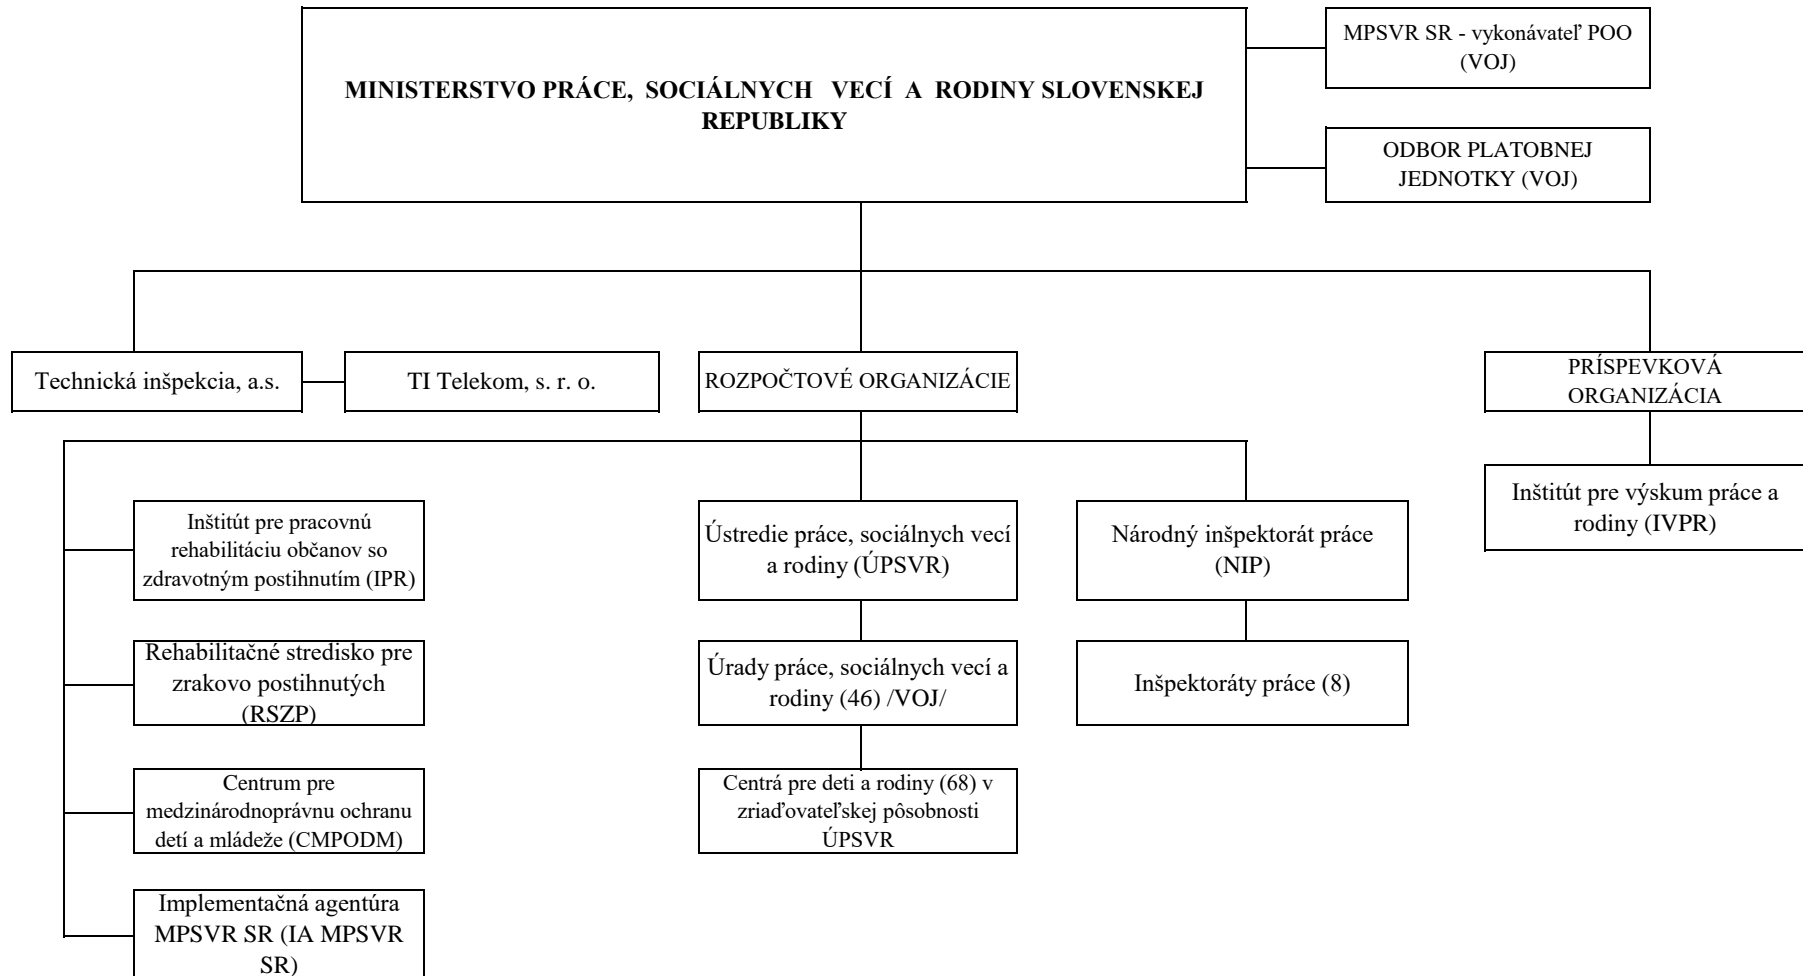 MINISTERSTVO PRÁCE, SOCIÁLNYCH VECÍ A RODINY SLOVENSKEJ
REPUBLIKY
MPSVR SR - vykonávateľ POO
(VOJ)
ODBOR PLATOBNEJ
JEDNOTKY (VOJ)
Technická inšpekcia, a.s.
TI Telekom, s. r. o.
ROZPOČTOVÉ ORGANIZÁCIE
PRÍSPEVKOVÁ
ORGANIZÁCIA
Inštitút pre pracovnú
rehabilitáciu občanov so
zdravotným postihnutím (IPR)
Rehabilitačné stredisko pre
zrakovo postihnutých
(RSZP)
Centrum pre
medzinárodnoprávnu ochranu
detí a mládeže (CMPODM)
Implementačná agentúra
MPSVR SR (IA MPSVR
SR)
Ústredie práce, sociálnych vecí
a rodiny (ÚPSVR)
Úrady práce, sociálnych vecí a
rodiny (46) /VOJ/
Centrá pre deti a rodiny (68) v
zriaďovateľskej pôsobnosti
ÚPSVR
Národný inšpektorát práce
(NIP)
Inšpektoráty práce (8)
Inštitút pre výskum práce a
rodiny (IVPR)